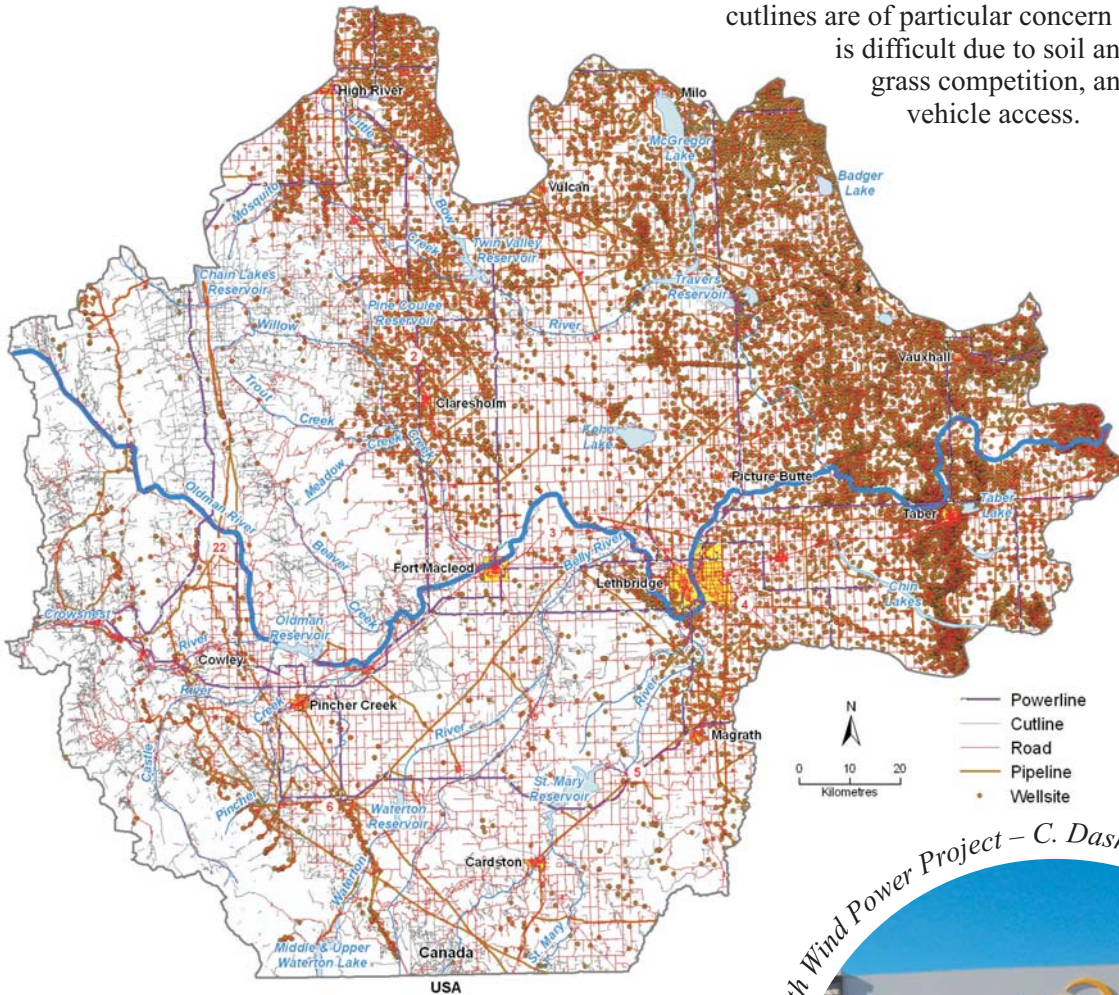 cutlines are of particular concern
is difficult due to soil an
grass competition, an
vehicle access.
High River
Little
Bow
River
Milo
McGregor
Lake
Badger
Lake
Vulcan
Mosquito
Creek
Twin Valley
Reservoir
Chain Lakes
Reservoir
Travers
Reservoir
Pine Coulee
Reservoir
Willow
Creek
2
Vauxhall
Trout
Creek
Claresholm
Keho
Lake
Meadow
Creek
Picture Butte
Oldman River
Taber
Taber
Lake
22
Beaver
Creek
3
Fort Macleod
Belly River
Lethbridge
4
Chin
Lakes
Crowsnest
River
Oldman
Reservoir
Cowley
River
Castle
Creek
Pincher
Pincher Creek
River
River
Magrath
N
0 10 20
Kilometres
Powerline
Cutline
Road
Pipeline
Wellsite
St. Mary
Reservoir
5
6
Waterton
Reservoir
Waterton
Cardston
St. Mary
Middle & Upper
Waterton Lake
Canada
USA
th Wind Power Project – C. Dash